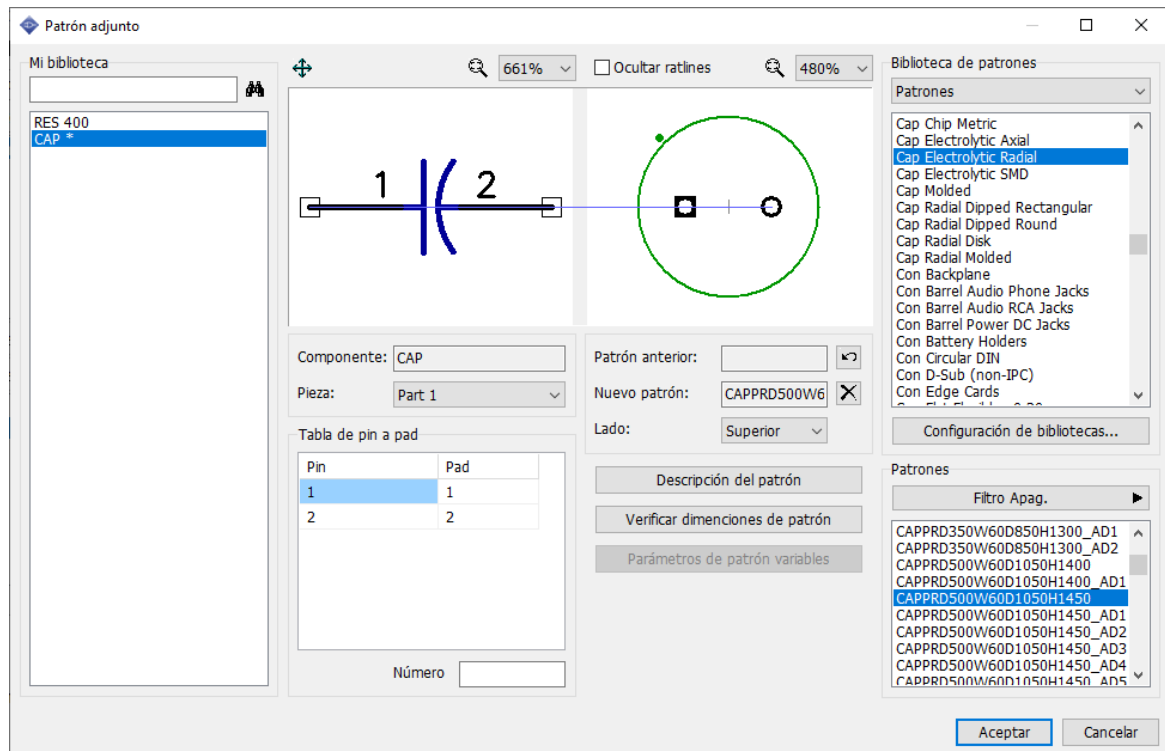 Patrón adjunto
Mi biblioteca
RES 400
CAP *
661%
Ocultar ratlines
480%
1
2
Componente: CAP
Pieza: Part 1
Tabla de pin a pad
Pin Pad
1 1
2 2
Número
Patrón anterior:
Nuevo patrón: CAPPRD500W6
Lado: Superior
Descripción del patrón
Verificar dimenciones de patrón
Parámetros de patrón variables
Biblioteca de patrones
Patrones
Cap Chip Metric
Cap Electrolytic Axial
Cap Electrolytic Radial
Cap Electrolytic SMD
Cap Molded
Cap Radial Dipped Rectangular
Cap Radial Dipped Round
Cap Radial Disk
Cap Radial Molded
Con Backplane
Con Barrel Audio Phone Jacks
Con Barrel Audio RCA Jacks
Con Barrel Power DC Jacks
Con Battery Holders
Con Circular DIN
Con D-Sub (non-IPC)
Con Edge Cards
Configuración de bibliotecas...
Patrones
Filtro Apag.
CAPPRD350W60D850H1300_AD1
CAPPRD350W60D850H1300_AD2
CAPPRD500W60D1050H1400
CAPPRD500W60D1050H1400_AD1
CAPPRD500W60D1050H1450
CAPPRD500W60D1050H1450_AD1
CAPPRD500W60D1050H1450_AD2
CAPPRD500W60D1050H1450_AD3
CAPPRD500W60D1050H1450_AD4
CAPPRD500W60D1050H1450_AD5
Aceptar
Cancelar